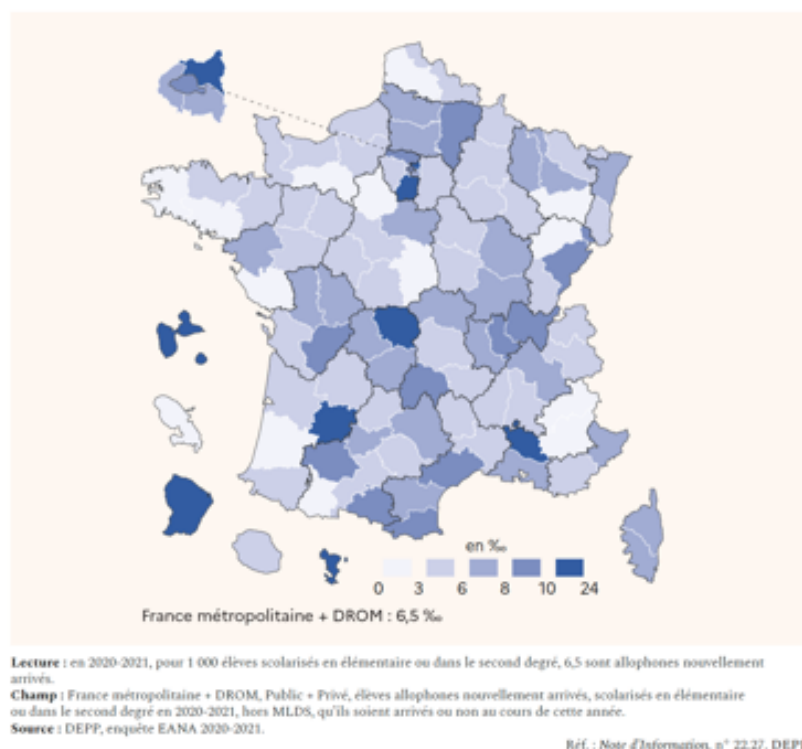 en ‰
0 3 6 8 10 24
France métropolitaine + DROM : 6,5 ‰
Lecture : en 2020-2021, pour 1 000 élèves scolarisés en élémentaire ou dans le second degré, 6,5 sont allophones nouvellement
arrivés.
Champ : France métropolitaine + DROM, Public + Privé, élèves allophones nouvellement arrivés, scolarisés en élémentaire
ou dans le second degré en 2020-2021, hors MLDS, qu'ils soient arrivés ou non au cours de cette année.
Source : DEPP, enquête EANA 2020-2021.
Réf. : Note d'Information, n° 22.27. DEPP